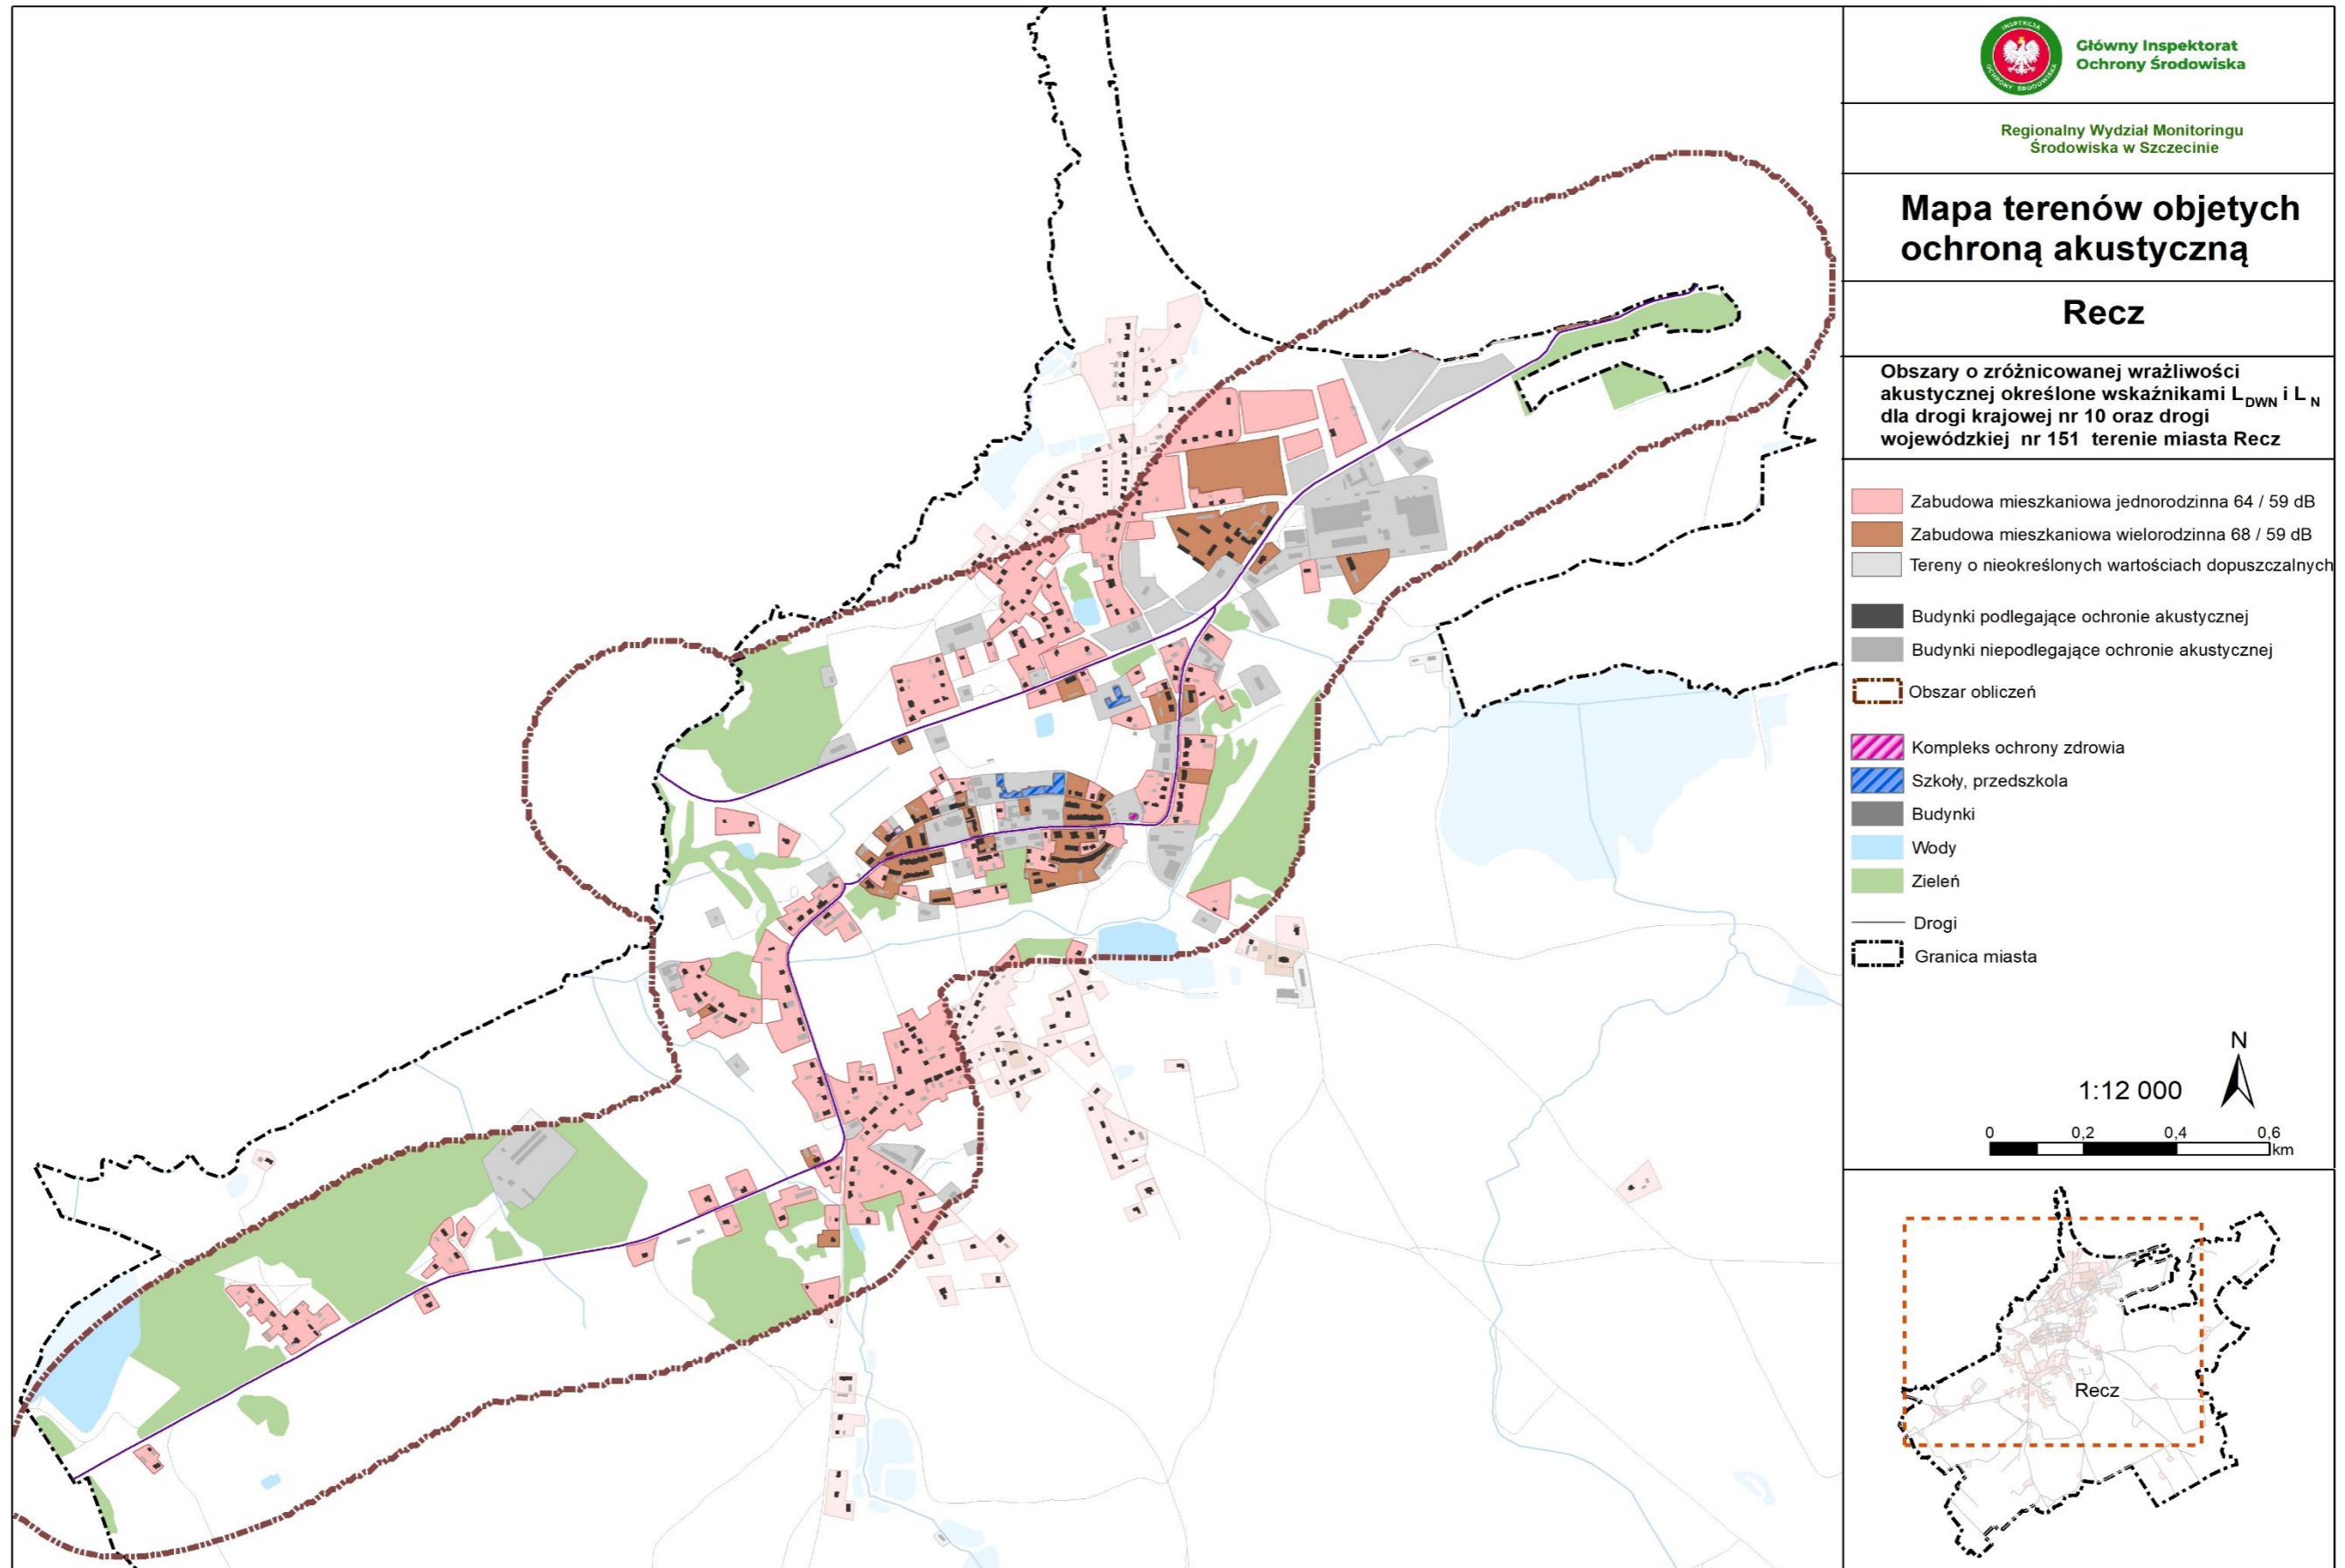 INSPEKCJA
OCHRONY ŚRODOWISKA
Główny Inspektorat
Ochrony Środowiska
Regionalny Wydział Monitoringu
Środowiska w Szczecinie
Mapa terenów objetych
ochroną akustyczną
Recz
Obszary o zróżnicowanej wrażliwości
akustycznej określone wskaźnikami L DWN i L N
dla drogi krajowej nr 10 oraz drogi
wojewódzkiej nr 151 terenie miasta Recz
Zabudowa mieszkaniowa jednorodzinna 64 / 59 dB
Zabudowa mieszkaniowa wielorodzinna 68 / 59 dB
Tereny o nieokreślonych wartościach dopuszczalnych
Budynki podlegające ochronie akustycznej
Budynki niepodlegające ochronie akustycznej
Obszar obliczeń
Kompleks ochrony zdrowia
Szkoły, przedszkola
Budynki
Wody
Zieleń
Drogi
Granica miasta
N
1:12 000
0 0,2 0,4 0,6
km
Recz